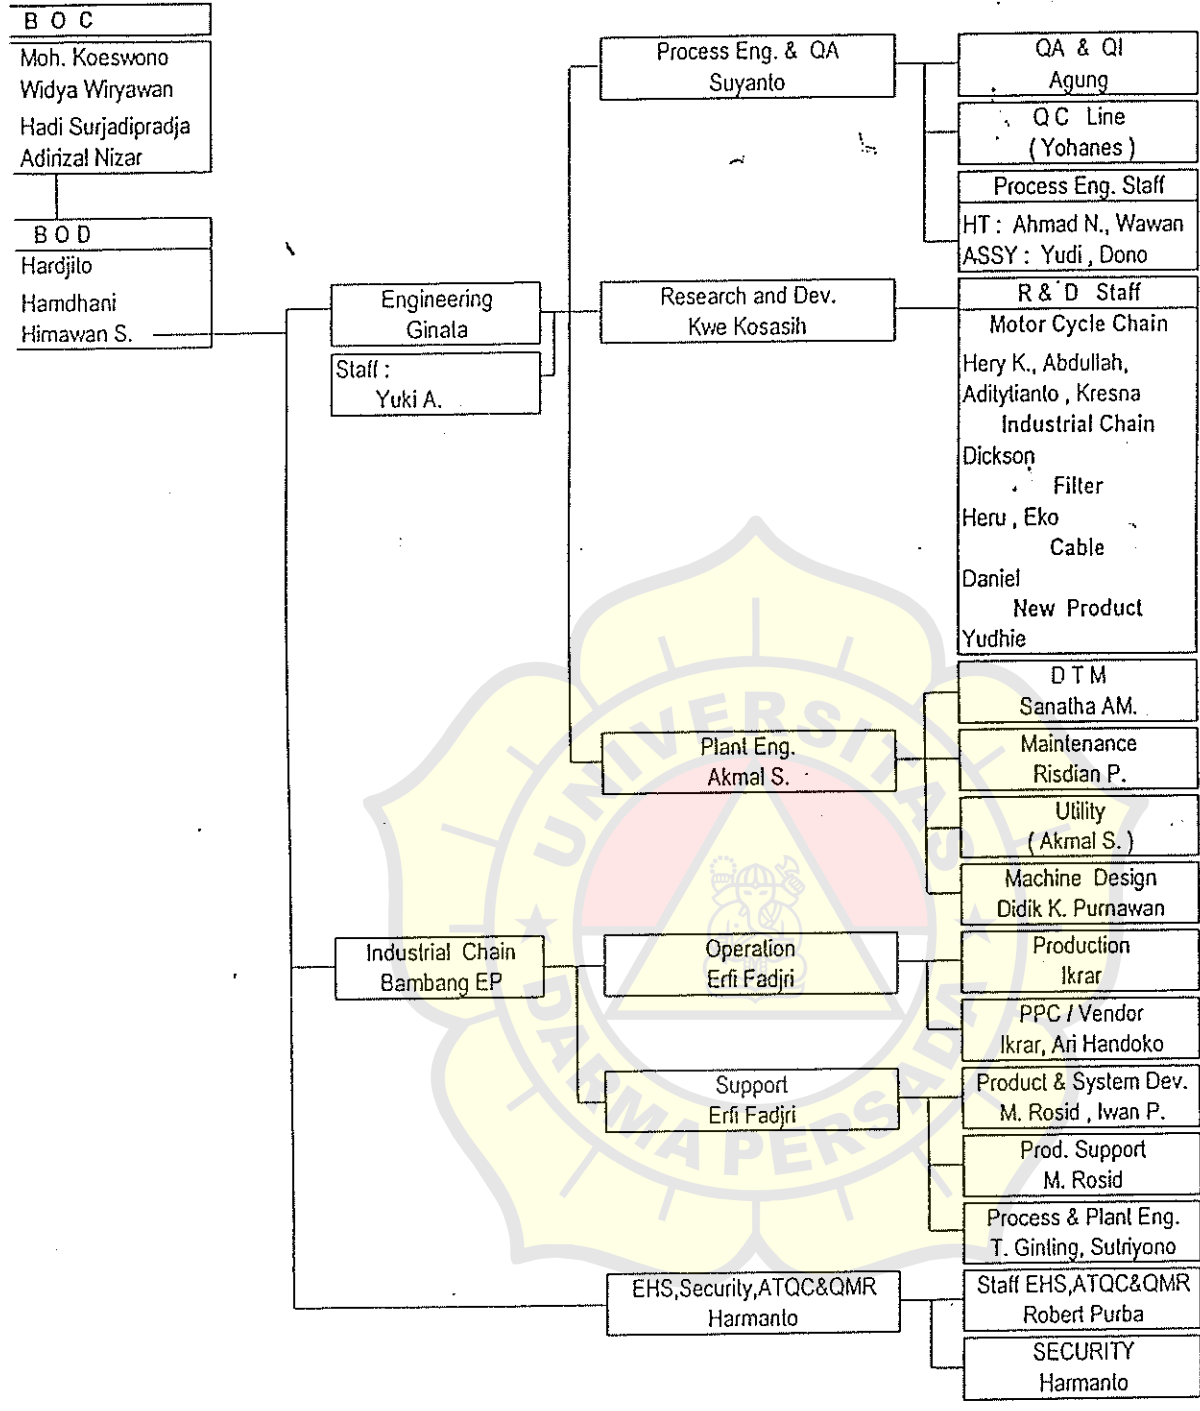 B O C
Moh. Koeswono
Widya Wiryawan
Hadi Surjadipradja
Adirizal Nizar
B O D
Hardjito
Hamdhani
Himawan S.
Engineering
Ginata
Staff :
Yuki A.
Process Eng. & QA
Suyanto
QA & QI
Agung
Q C Line
( Yohanes )
Process Eng. Staff
HT : Ahmad N., Wawan
ASSY : Yudi , Dono
Research and Dev.
Kwe Kosasih
R & D Staff
Motor Cycle Chain
Hery K., Abdullah,
Aditytianto , Kresna
Industrial Chain
Dickson
Filter
Heru , Eko
Cable
Daniel
New Product
Yudhie
Plant Eng.
Akmal S.
D T M
Sanatha AM.
Maintenance
Risdian P.
Utility
( Akmal S. )
Machine Design
Didik K. Purnawan
Industrial Chain
Bambang EP
Operation
Erfi Fadjri
Production
Ikrar
PPC / Vendor
Ikrar, Ari Handoko
Support
Erfi Fadjri
Product & System Dev.
M. Rosid , Iwan P.
Prod. Support
M. Rosid
Process & Plant Eng.
T. Ginting, Sutriyono
EHS,Security,ATQC&QMR
Harmanto
Staff EHS,ATQC&QMR
Robert Purba
SECURITY
Harmanto
UNIVERSITAS
DARMA PERSADA